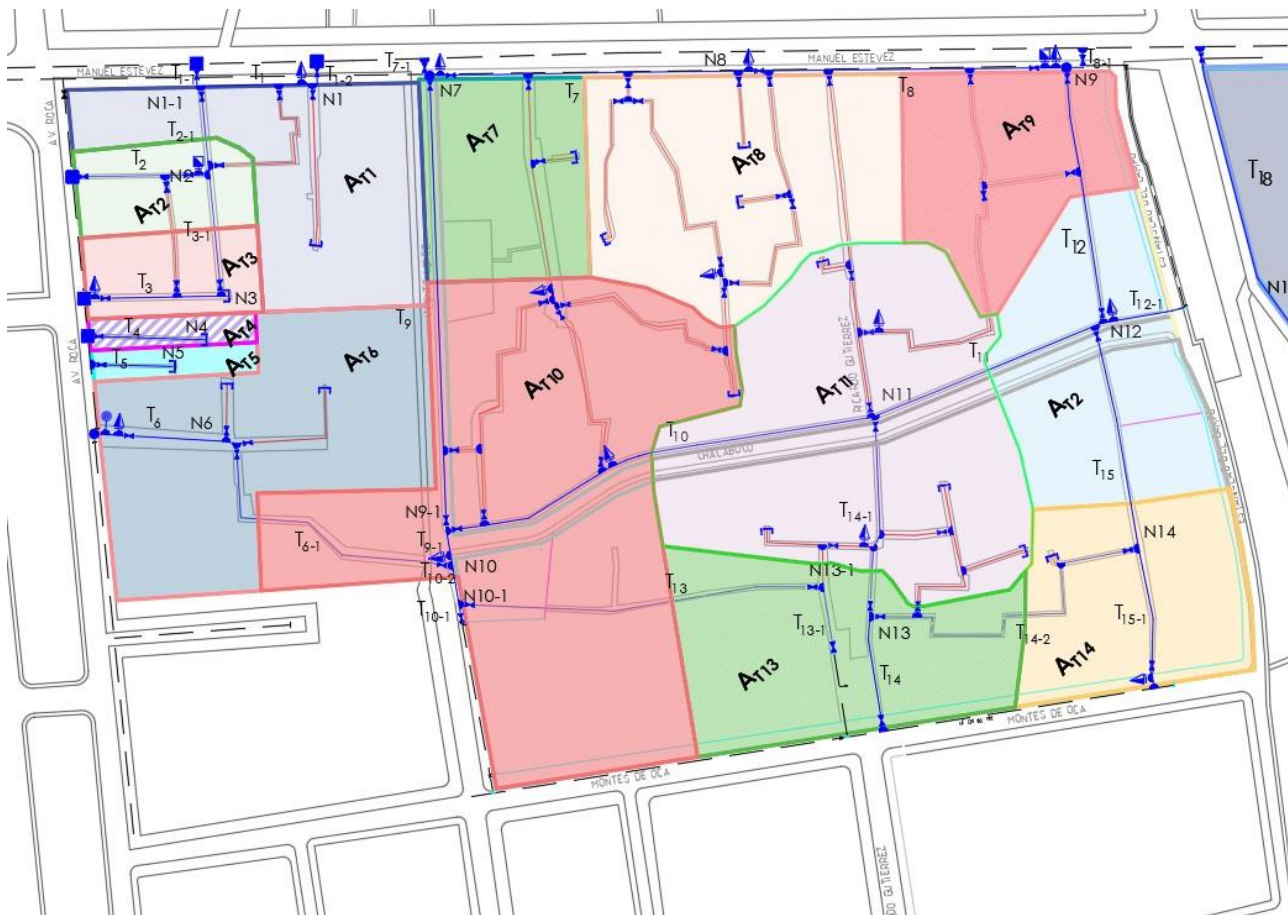 MANUEL ESTEVEZ
T1-1
T1
T1-2
T7-1
N8
MANUEL ESTEVEZ
T8-1
N1-1
N1
N7
T7
T8
N9
AV. ROCA
T2-1
AT7
AT9
T2
N2
AT1
AT8
T18
AT2
T3-1
T12
AT3
T3
N3
T9
T12-1
N1
T4
N4
AT4
AT6
N12
AV. ROCA
T5
N5
AT5
AT10
RICARDO GUTIERREZ
AT11
T11
AT2
T6
N6
T10
CHACABUCO
N11
T15
N9-1
T6-1
T9-1
T14-1
N14
N10
T10-2
N13-1
N10-1
T13
T10-1
T13-1
N13
T14-2
T15-1
AT13
T14
AT14
MONTES DE OCA
MONTES DE OCA
DO GUTIERREZ